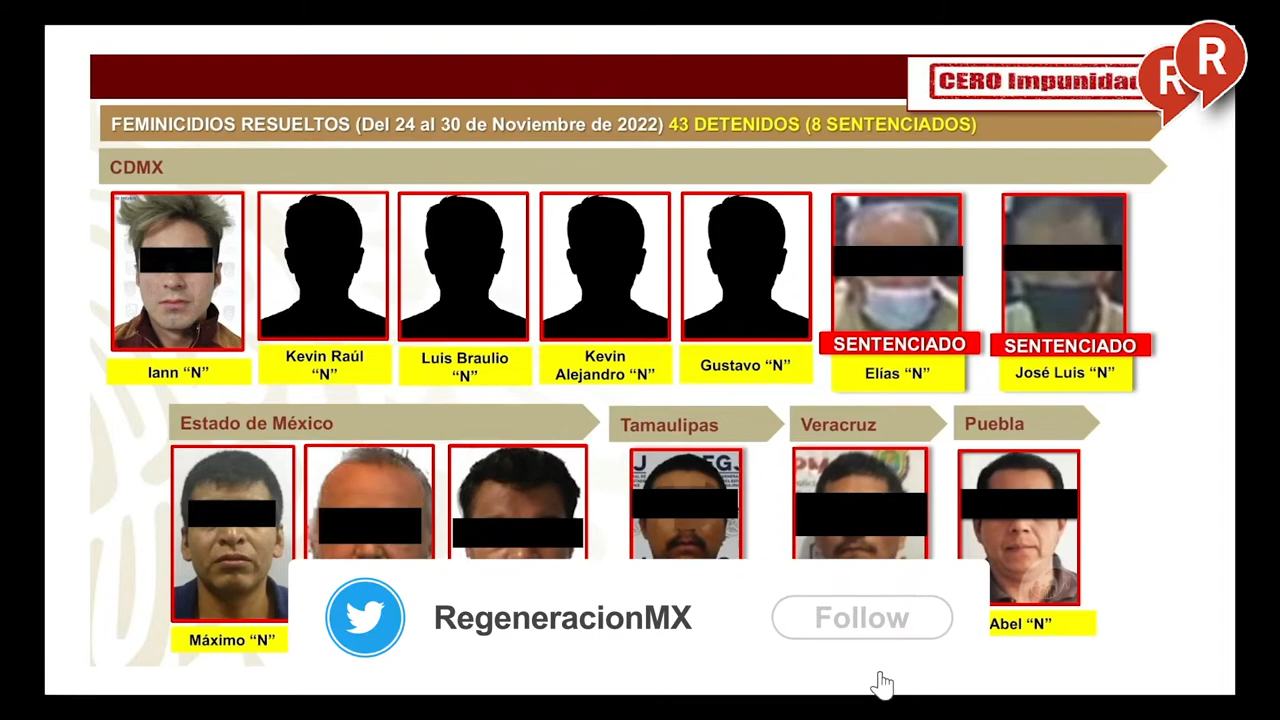 CERO Impunidad
R
R
FEMINICIDIOS RESUELTOS (Del 24 al 30 de Noviembre de 2022) 43 DETENIDOS (8 SENTENCIADOS)
CDMX
SENTENCIADO
SENTENCIADO
Iann “N”
Kevin Raúl
“N”
Luis Braulio
“N”
Kevin
Alejandro “N”
Gustavo “N”
Elías “N”
José Luis “N”
Estado de México
Tamaulipas
Veracruz
Puebla
Máximo “N”
Abel “N”
RegeneracionMX
Follow